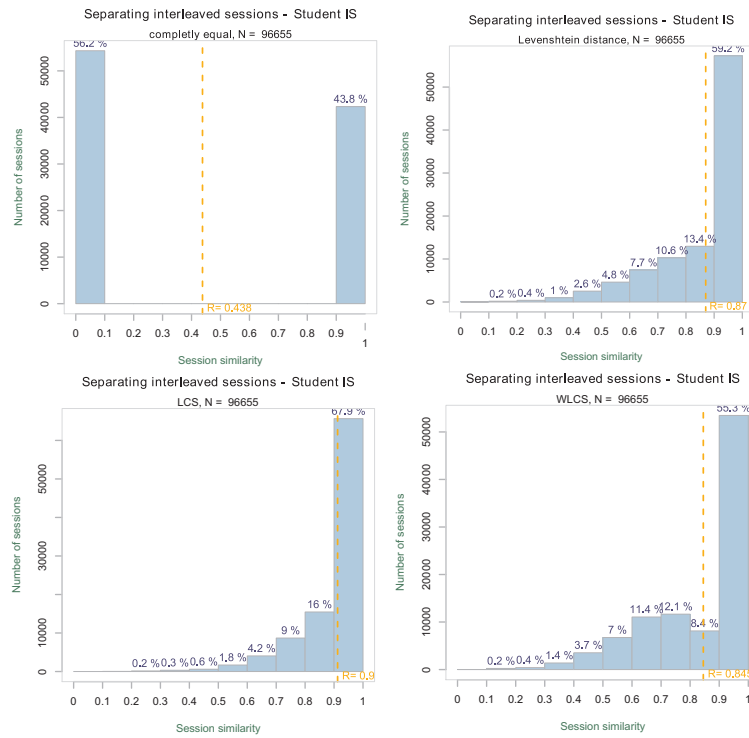 Separating interleaved sessions - Student IS
completly equal, N = 96655
56.2 %
43.8 %
Number of sessions
0 10000 20000 30000 40000 50000
R= 0.438
0 0.1 0.2 0.3 0.4 0.5 0.6 0.7 0.8 0.9 1
Session similarity
Separating interleaved sessions - Student IS
Levenshtein distance, N = 96655
59.2 %
0.2 % 0.4 % 1 % 2.6 % 4.8 % 7.7 % 10.6 % 13.4 %
Number of sessions
0 10000 20000 30000 40000 50000
R= 0.87
0 0.1 0.2 0.3 0.4 0.5 0.6 0.7 0.8 0.9 1
Session similarity
Separating interleaved sessions - Student IS
LCS, N = 96655
67.9 %
0.2 % 0.3 % 0.6 % 1.8 % 4.2 % 9 % 16 %
Number of sessions
0 10000 30000 50000
R= 0.9
0 0.1 0.2 0.3 0.4 0.5 0.6 0.7 0.8 0.9 1
Session similarity
Separating interleaved sessions - Student IS
WLCS, N = 96655
55.3 %
0.2 % 0.4 % 1.4 % 3.7 % 7 % 11.4 % 12.1 % 8.4 %
Number of sessions
0 10000 20000 30000 40000 50000
R= 0.845
0 0.1 0.2 0.3 0.4 0.5 0.6 0.7 0.8 0.9 1
Session similarity